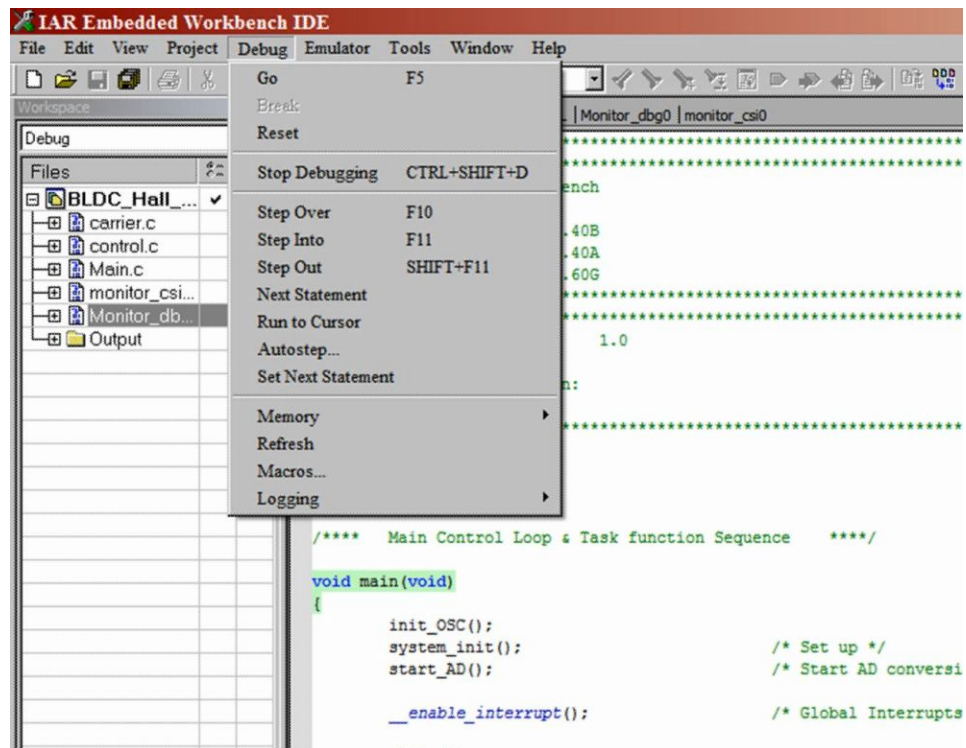 IAR Embedded Workbench IDE
File Edit View Project Debug Emulator Tools Window Help
Workspace
Debug
Files
BLDC_Hall_...
carrier.c
control.c
Main.c
monitor_csi...
Monitor_db...
Output
Go F5
Break
Reset
Stop Debugging CTRL+SHIFT+D
Step Over F10
Step Into F11
Step Out SHIFT+F11
Next Statement
Run to Cursor
Autostep...
Set Next Statement
Memory
Refresh
Macros...
Logging
Monitor_dbg0 monitor_csi0
*************************************
*************************************
ench
.40B
.40A
.60G
*************************************
*************************************
1.0
n:
*************************************
/**** Main Control Loop & Task function Sequence ****/
void main(void)
{
init_OSC();
system_init(); /* Set up */
start_AD(); /* Start AD conversi
__enable_interrupt(); /* Global Interrupts